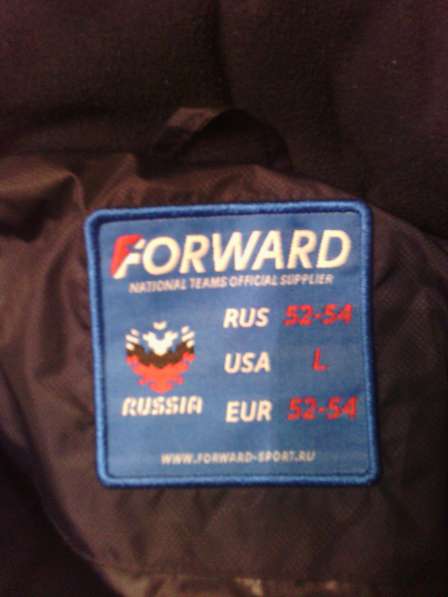 FORWARD
NATIONAL TEAMS OFFICIAL SUPPLIER
RUS 52-54
USA L
RUSSIA
EUR 52-54
WWW.FORWARD-SPORT.RU